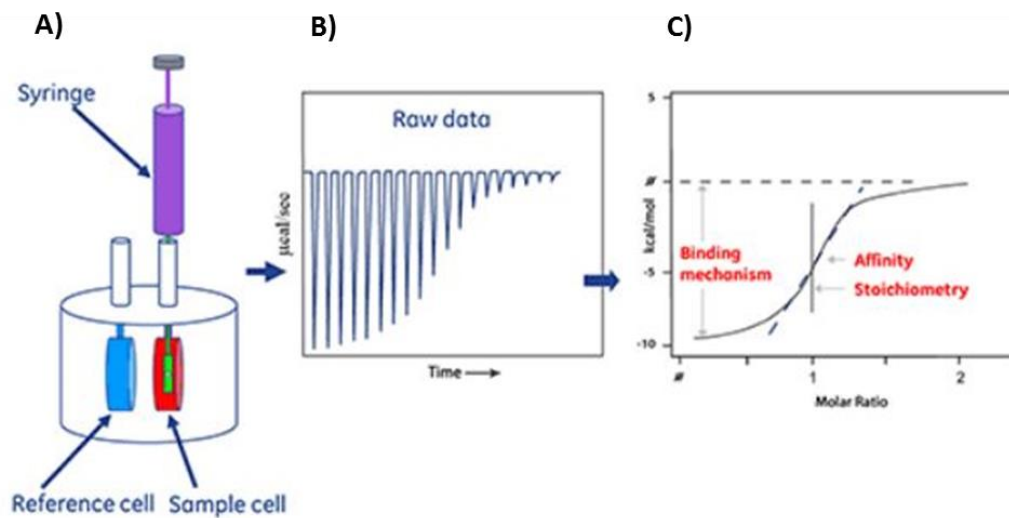 A)
B)
C)
Syringe
Reference cell
Sample cell
Raw data
µcal/sec
Time
kcal/mol
5
-5
-10
Binding
mechanism
Affinity
Stoichiometry
1
2
Molar Ratio